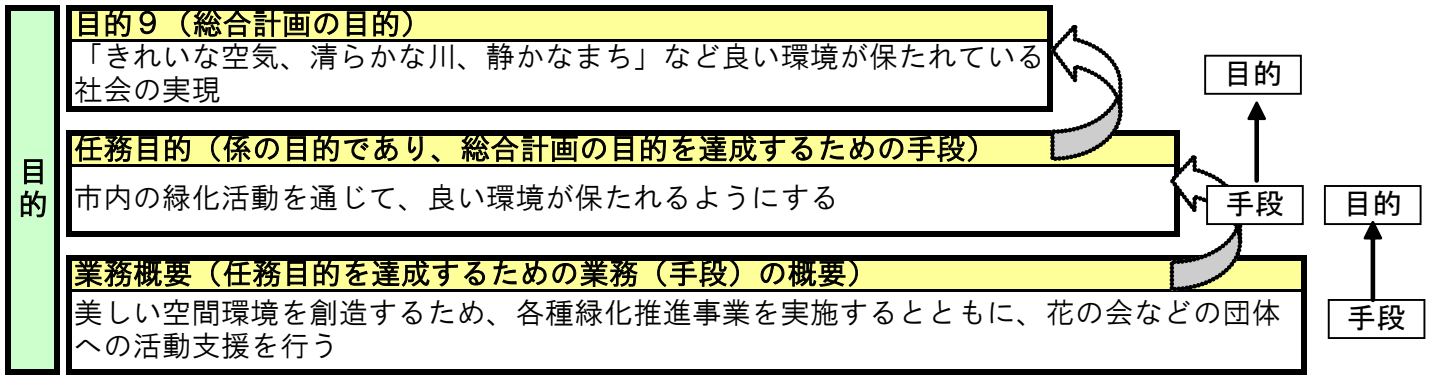 目的
目的９（総合計画の目的）
「きれいな空気、清らかな川、静かなまち」など良い環境が保たれている
社会の実現
任務目的（係の目的であり、総合計画の目的を達成するための手段）
市内の緑化活動を通じて、良い環境が保たれるようにする
業務概要（任務目的を達成するための業務（手段）の概要）
美しい空間環境を創造するため、各種緑化推進事業を実施するとともに、花の会などの団体
への活動支援を行う
目的
手段
目的
手段